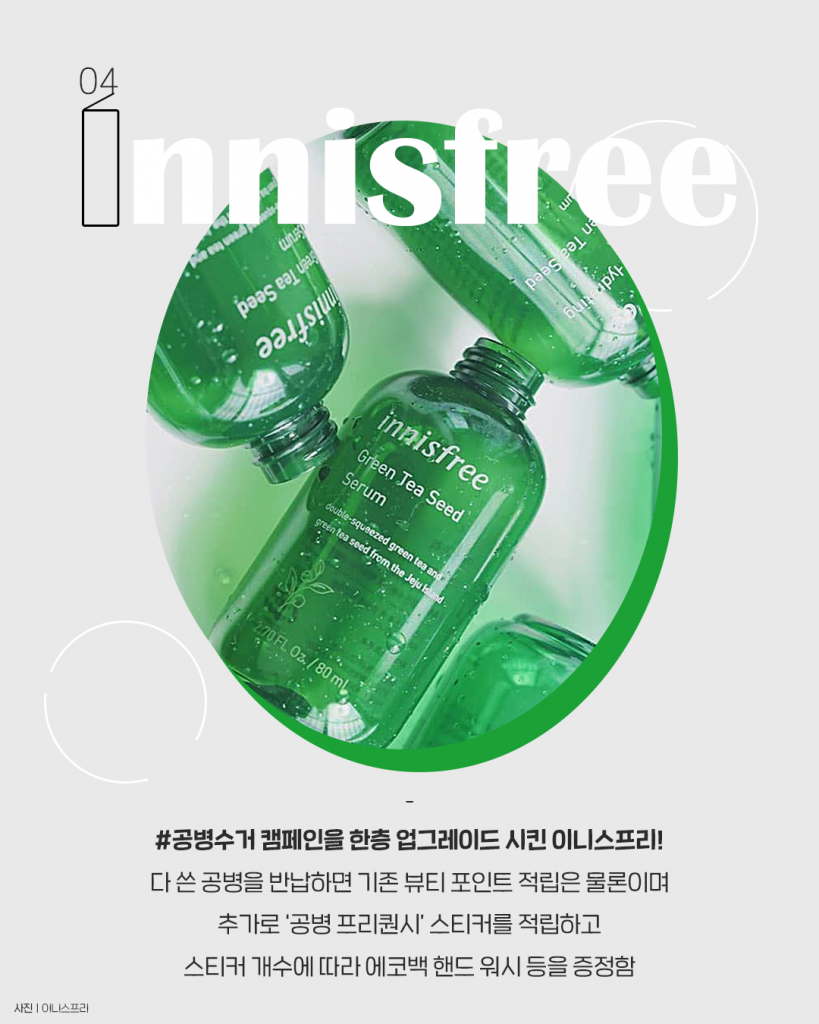 04
innisfree
green tea and
Serum
Green Tea Seed
innisfree
Serum
Green Tea Seed
Hydrating
innisfree
Green Tea Seed
Serum
double-squeezed green tea and
green tea seed from the Jeju Island
2.70 FL Oz. / 80 ml
-
#공병수거 캠페인을 한층 업그레이드 시킨 이니스프리!
다 쓴 공병을 반납하면 기존 뷰티 포인트 적립은 물론이며
추가로 ‘공병 프리퀀시’ 스티커를 적립하고
스티커 개수에 따라 에코백 핸드 워시 등을 증정함
사진 | 이니스프리